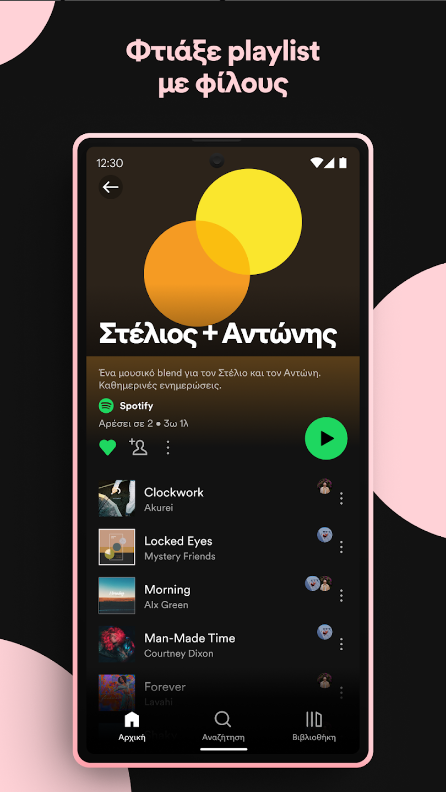 Φτιάξε playlist
με φίλους
12:30
Στέλιος + Αντώνης
Ένα μουσικό blend για τον Στέλιο και τον Αντώνη.
Καθημερινές ενημερώσεις.
Spotify
Αρέσει σε 2 • 3ω 1λ
Clockwork
Akurei
Locked Eyes
Mystery Friends
Morning
Alx Green
Man-Made Time
Courtney Dixon
Forever
Lavahi
Αρχική
Αναζήτηση
Βιβλιοθήκη